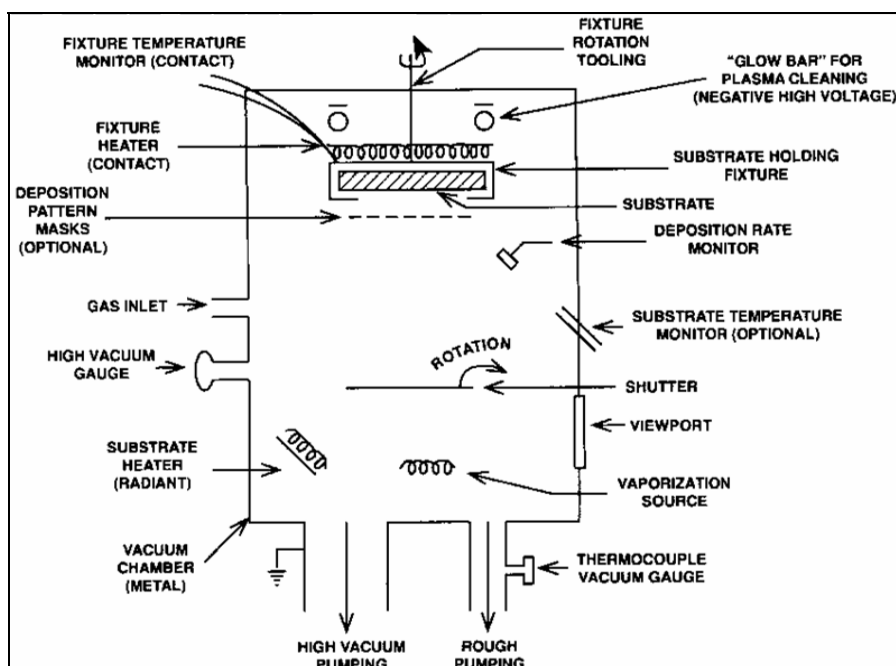 FIXTURE TEMPERATURE
MONITOR (CONTACT)
FIXTURE
ROTATION
TOOLING
“GLOW BAR” FOR
PLASMA CLEANING
(NEGATIVE HIGH VOLTAGE)
FIXTURE
HEATER
(CONTACT)
SUBSTRATE HOLDING
FIXTURE
DEPOSITION
PATTERN
MASKS
(OPTIONAL)
SUBSTRATE
DEPOSITION RATE
MONITOR
GAS INLET
SUBSTRATE TEMPERATURE
MONITOR (OPTIONAL)
HIGH VACUUM
GAUGE
ROTATION
SHUTTER
VIEWPORT
SUBSTRATE
HEATER
(RADIANT)
VAPORIZATION
SOURCE
VACUUM
CHAMBER
(METAL)
THERMOCOUPLE
VACUUM GAUGE
HIGH VACUUM
PUMPING
ROUGH
PUMPING